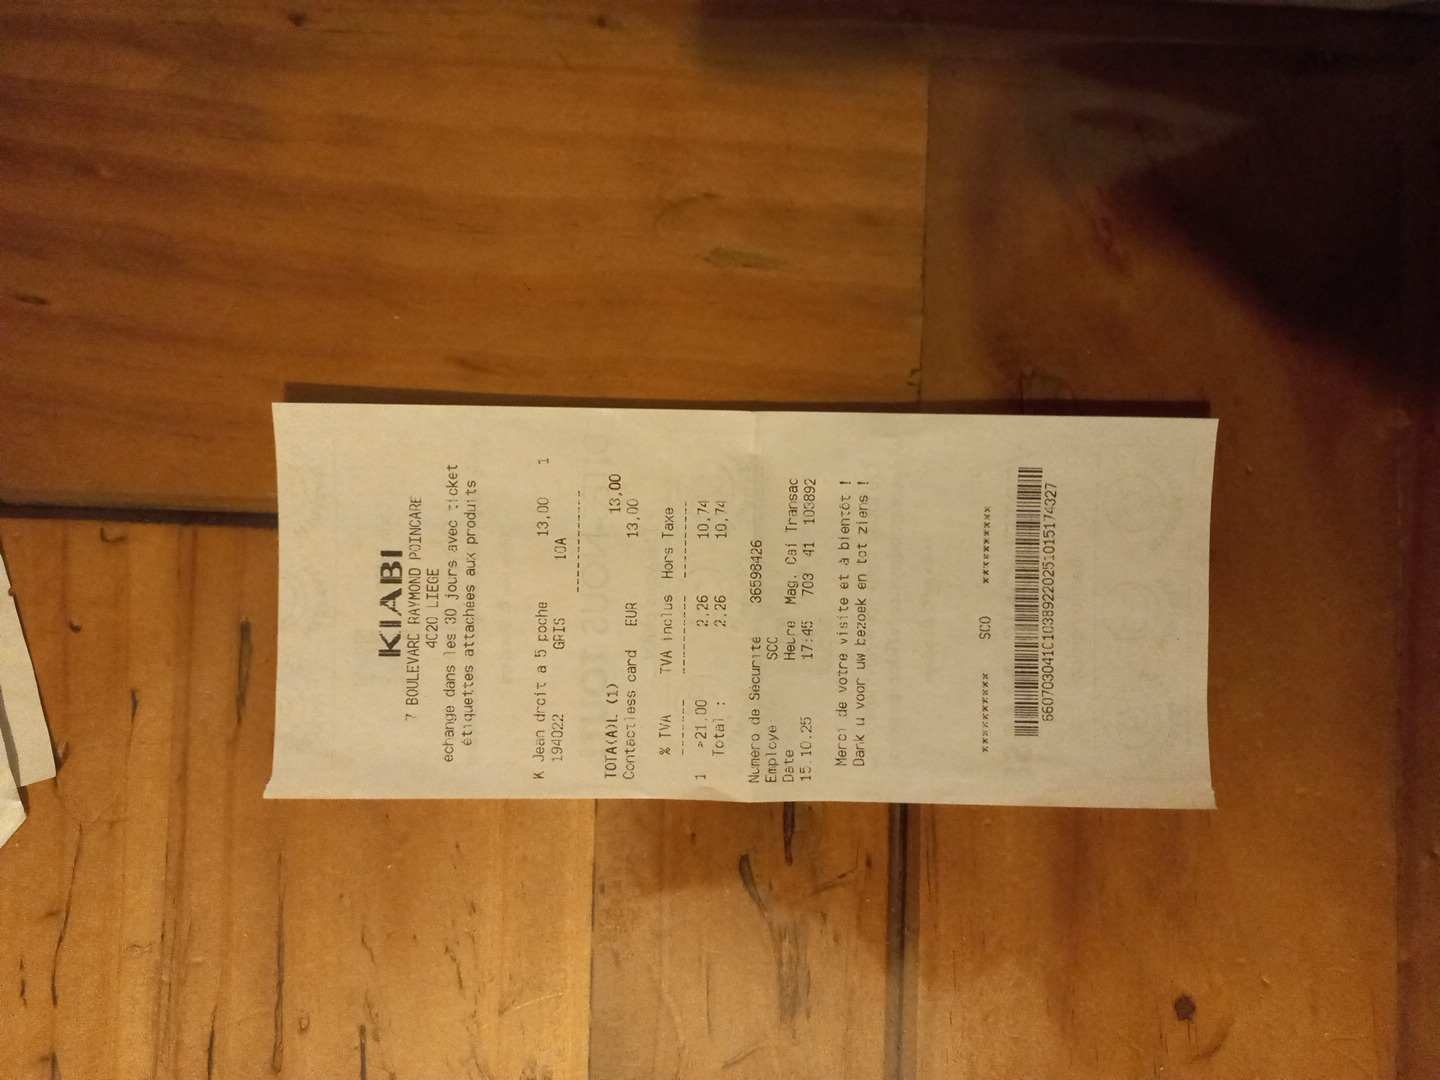 KIABI
7 BOULEVARD RAYMOND POINCARE
4020 LIEGE
échange dans les 30 jours avec ticket
étiquettes attachées aux produits
K Jean droit a 5 poche 13,00 1
194022 GRIS 10A
--------------
TOTA(A)L (1) 13,00
Contactless card EUR 13,00
% TVA TVA inclus Hors Taxe
------- ---------- ---------
1 >21.00 2.26 10,74
Total : 2.26 10,74
Numéro de Sécurité 36598426
Employe SCO
Date Heure Mag. Cai Transac
15.10.25 17:45 703 41 103892
Merci de votre visite et à bientôt !
Dank u voor uw bezoek en tot ziens !
********** SCO **********